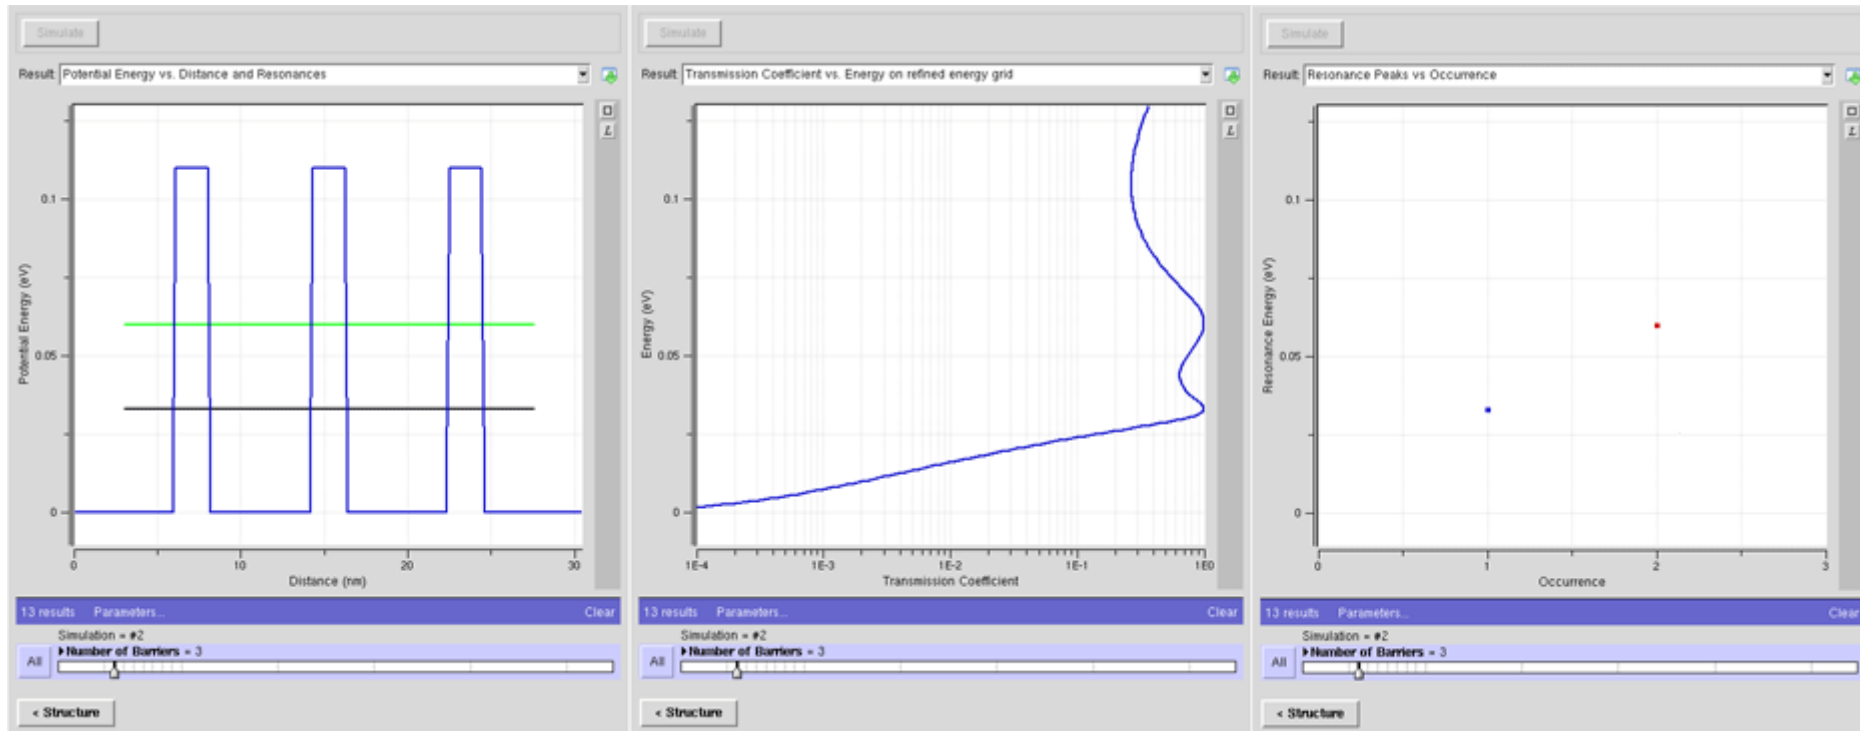 Simulate
Result Potential Energy vs. Distance and Resonances
L
Potential Energy (eV)
0.1
0.05
0
0 10 20 30
Distance (nm)
13 results Parameters... Clear
Simulation = #2
All
Number of Barriers = 3
< Structure
Simulate
Result Transmission Coefficient vs. Energy on refined energy grid
L
Energy (eV)
0.1
0.05
0
1E-4 1E-3 1E-2 1E-1 1E0
Transmission Coefficient
13 results Parameters... Clear
Simulation = #2
All
Number of Barriers = 3
< Structure
Simulate
Result Resonance Peaks vs Occurrence
L
Resonance Energy (eV)
0.1
0.05
0
0 1 2 3
Occurrence
13 results Parameters... Clear
Simulation = #2
All
Number of Barriers = 3
< Structure